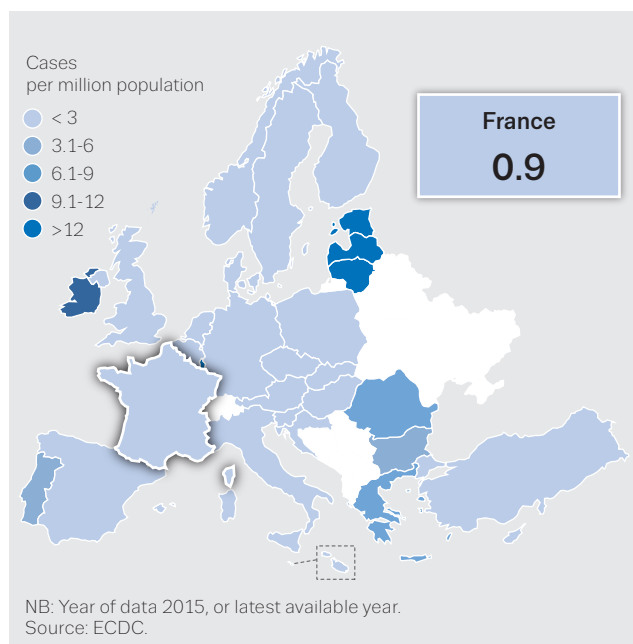 Cases
per million population
< 3
3.1-6
6.1-9
9.1-12
>12
France
0.9
NB: Year of data 2015, or latest available year.
Source: ECDC.